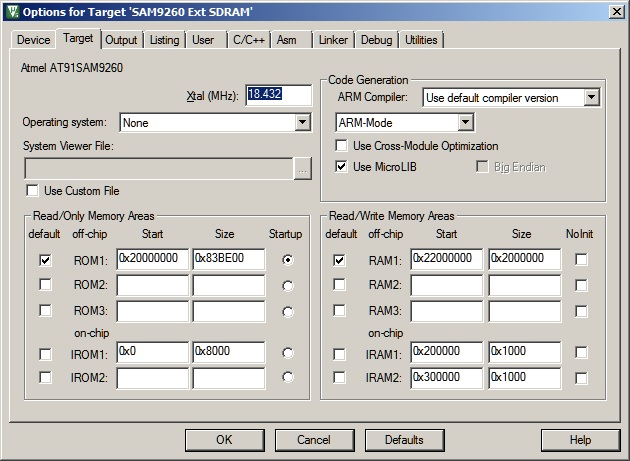 Options for Target 'SAM9260 Ext SDRAM'
Device Target Output Listing User C/C++ Asm Linker Debug Utilities
Atmel AT91SAM9260
Xtal (MHz): 18.432
Operating system: None
System Viewer File:
...
Use Custom File
Code Generation
ARM Compiler: Use default compiler version
ARM-Mode
Use Cross-Module Optimization
Use MicroLIB Big Endian
Read/Only Memory Areas
default off-chip Start Size Startup
ROM1: 0x20000000 0x83BE00
ROM2:
ROM3:
on-chip
IROM1: 0x0 0x8000
IROM2:
Read/Write Memory Areas
default off-chip Start Size NoInit
RAM1: 0x22000000 0x2000000
RAM2:
RAM3:
on-chip
IRAM1: 0x200000 0x1000
IRAM2: 0x300000 0x1000
OK Cancel Defaults Help